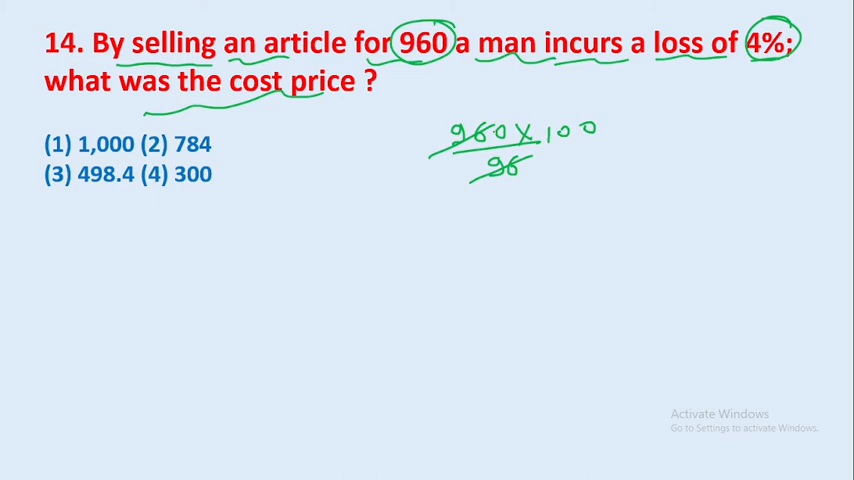 14. By selling an article for 960 a man incurs a loss of 4%;
what was the cost price ?
(1) 1,000 (2) 784
(3) 498.4 (4) 300
960 x 100
96
Activate Windows
Go to Settings to activate Windows.